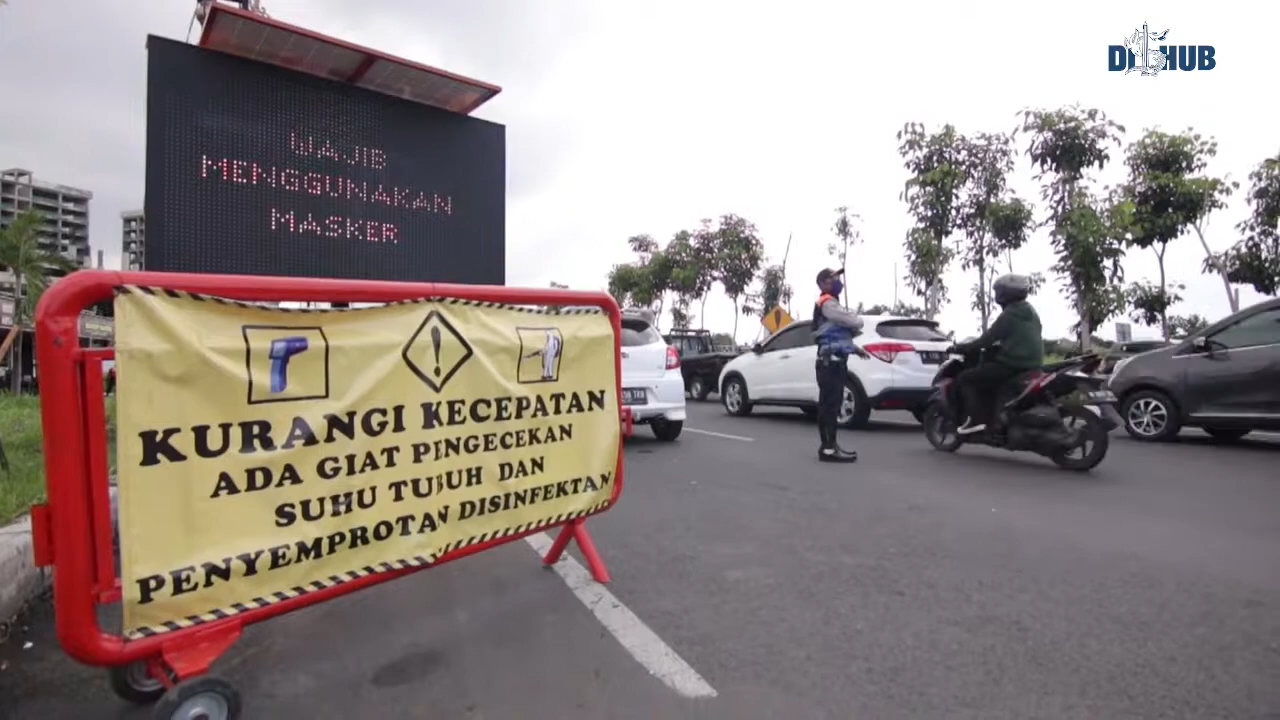 DISHUB
WAJIB
MENGGUNAKAN
MASKER
KURANGI KECEPATAN
ADA GIAT PENGECEKAN
SUHU TUBUH DAN
PENYEMPROTAN DISINFEKTAN